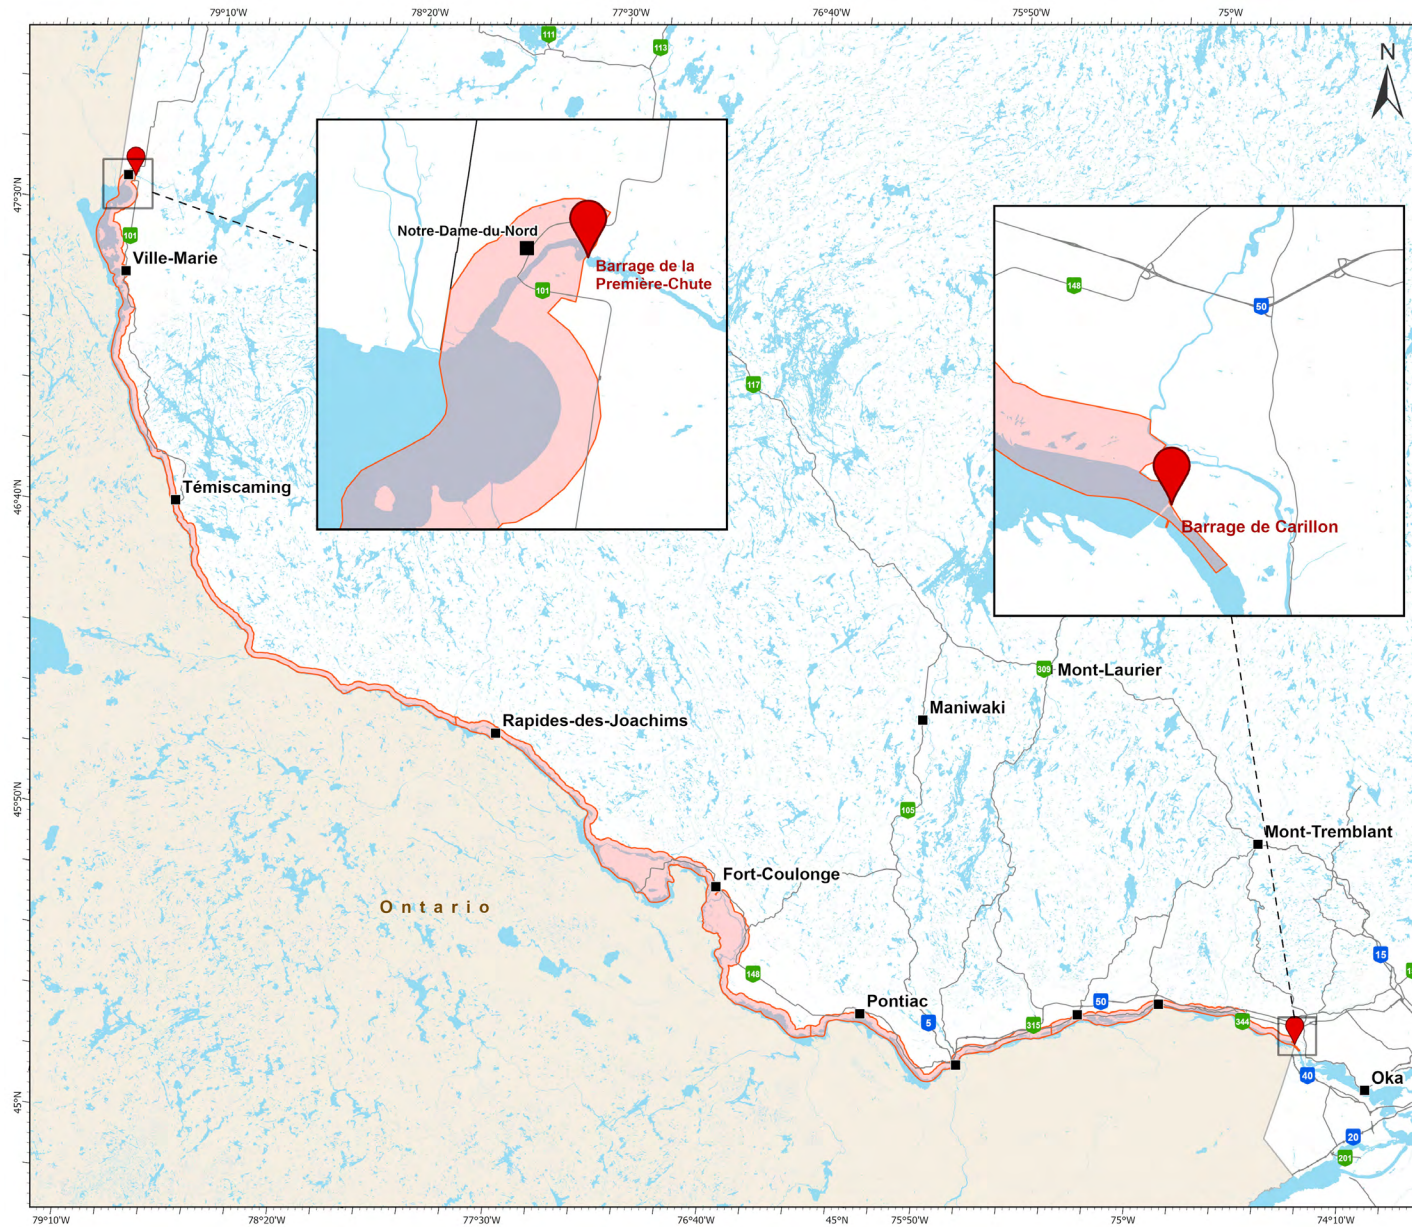 79°10'W
78°20'W
77°30'W
76°40'W
75°50'W
75°W
75°W
N
111
113
47°30'N
101
Ville-Marie
Notre-Dame-du-Nord
Barrage de la
Première-Chute
101
148
50
Barrage de Carillon
117
46°40'N
Témiscaming
309
Mont-Laurier
Maniwaki
Rapides-des-Joachims
45°50'N
105
Mont-Tremblant
Fort-Coulonge
Ontario
15
148
Pontiac
5
315
50
344
40
Oka
45°N
20
201
79°10'W
78°20'W
77°30'W
76°40'W
45°N
75°50'W
75°W
74°10'W